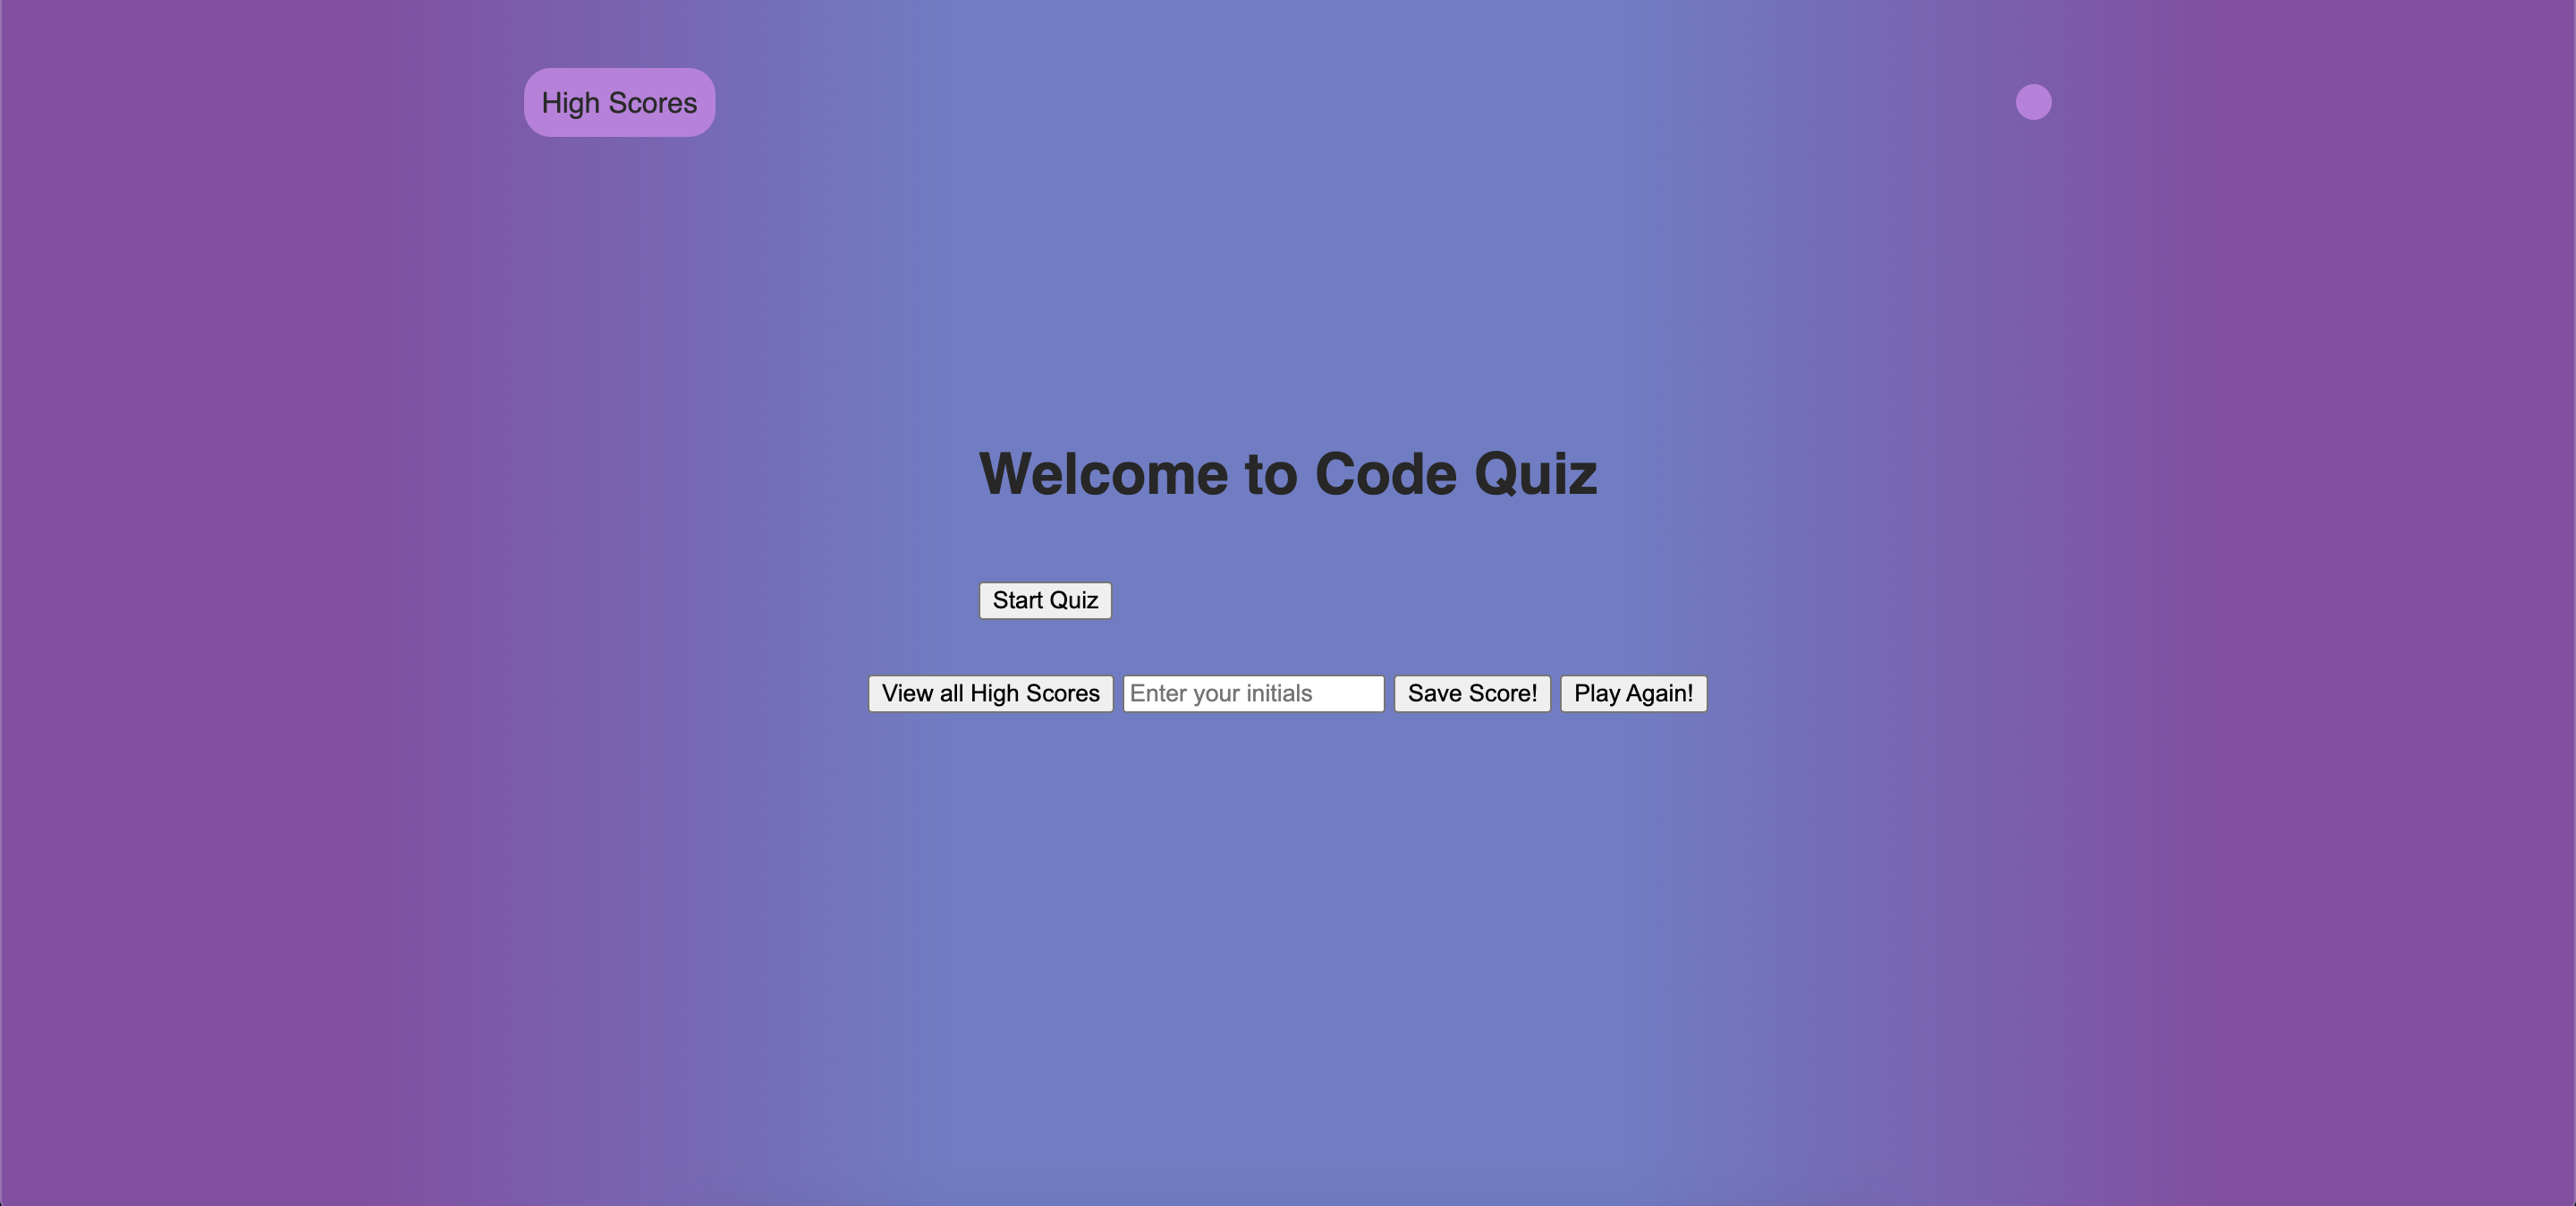 High Scores
Welcome to Code Quiz
Start Quiz
View all High Scores Enter your initials Save Score! Play Again!